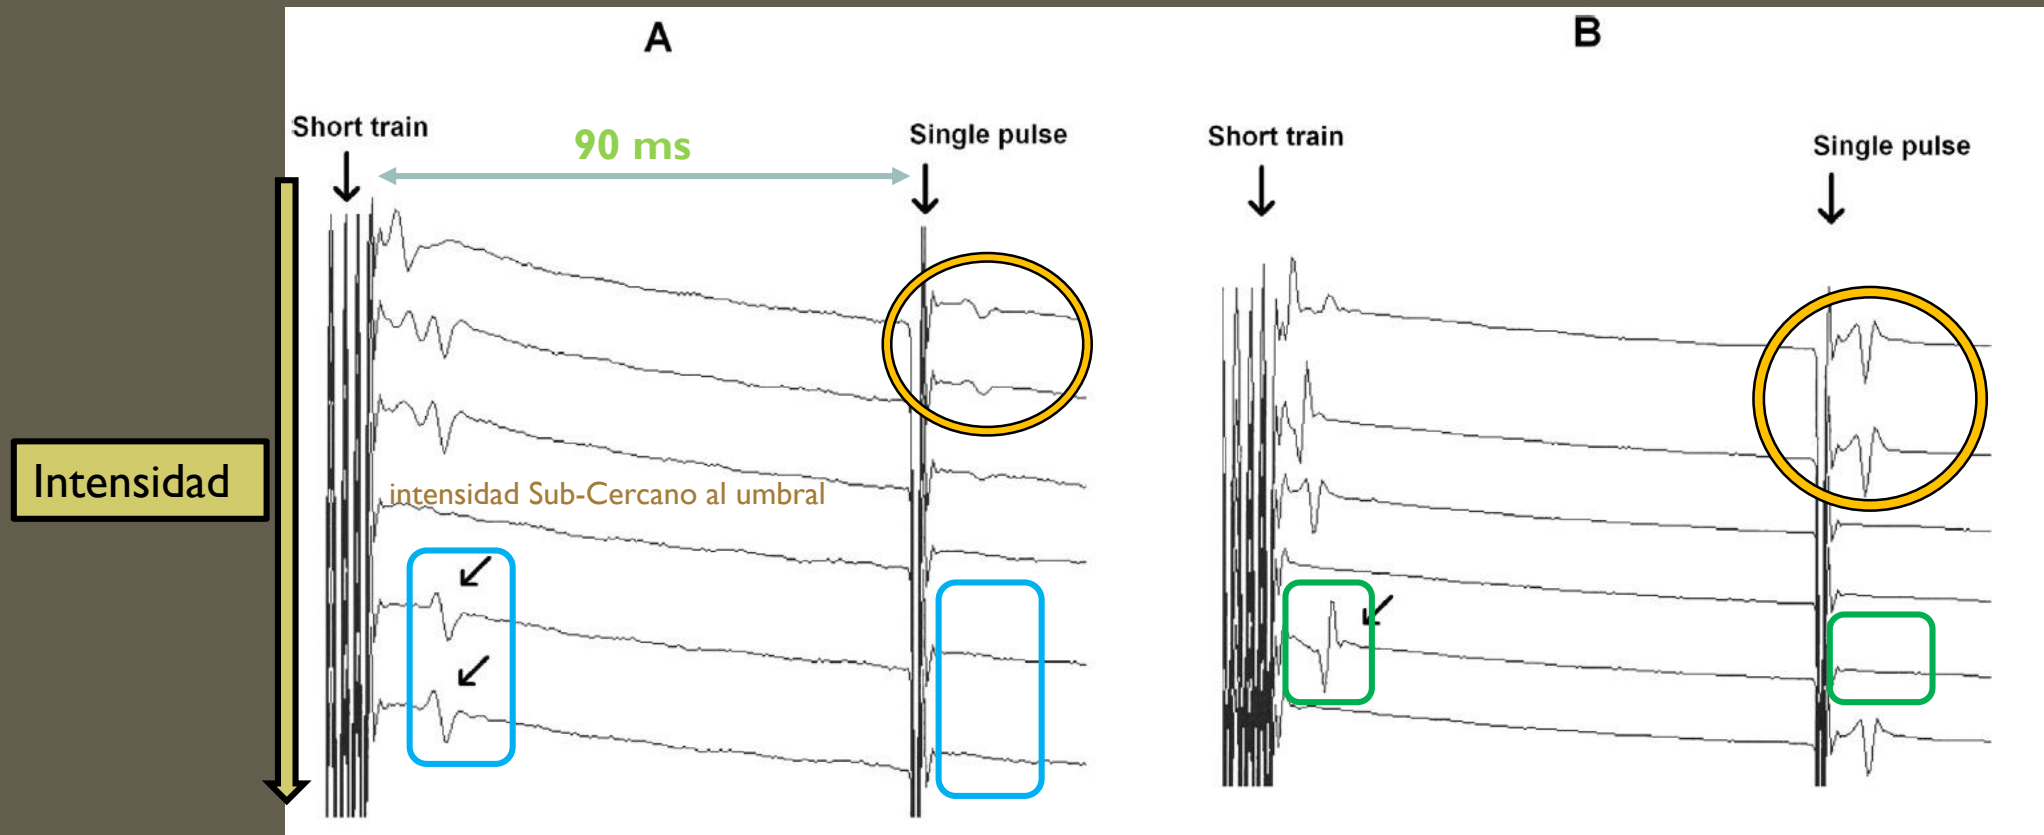 A
B
Short train
90 ms
Single pulse
Short train
Single pulse
Intensidad
intensidad Sub-Cercano al umbral